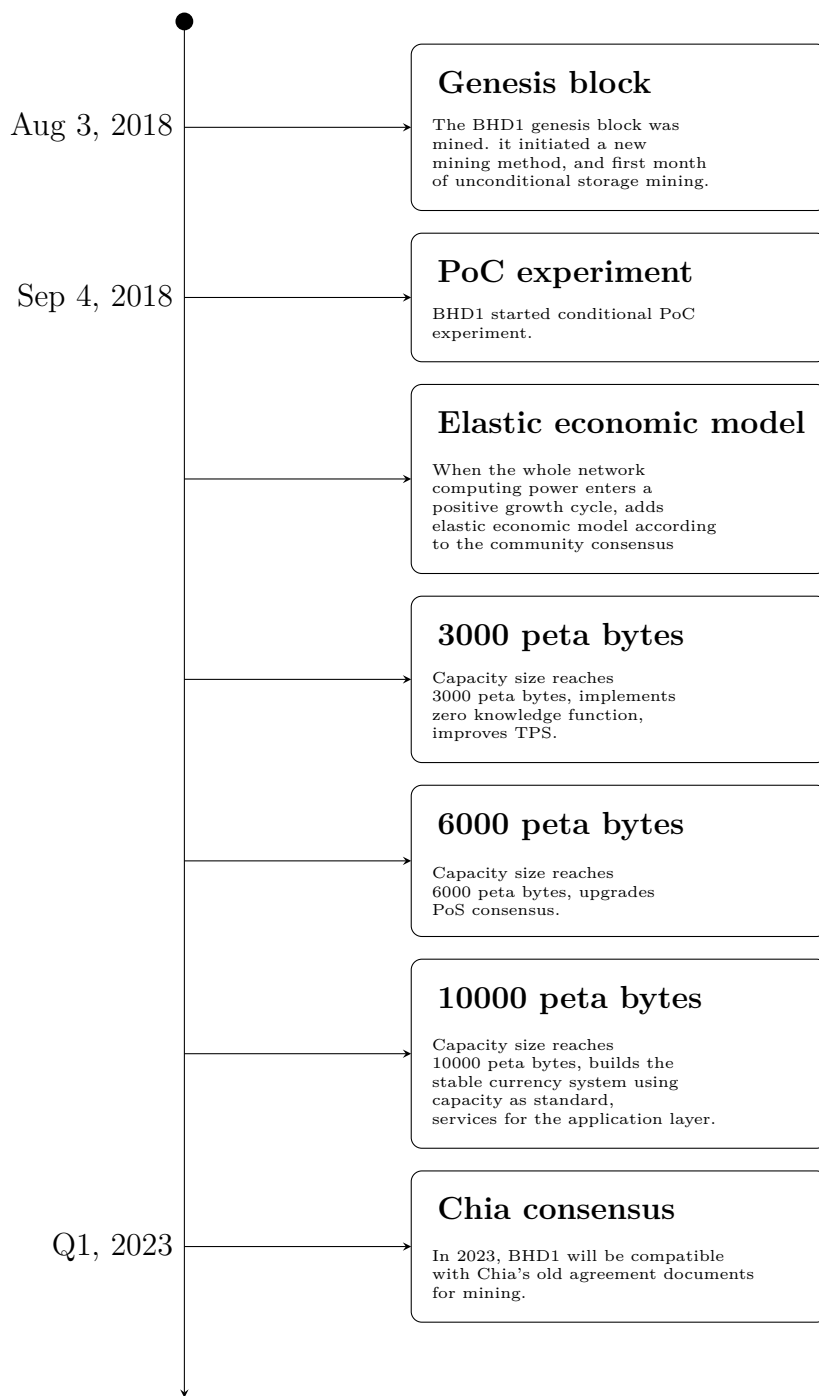 Genesis block
Aug 3, 2018
The BHD1 genesis block was
mined. it initiated a new
mining method, and first month
of unconditional storage mining.
PoC experiment
Sep 4, 2018
BHD1 started conditional PoC
experiment.
Elastic economic model
When the whole network
computing power enters a
positive growth cycle, adds
elastic economic model according
to the community consensus
3000 peta bytes
Capacity size reaches
3000 peta bytes, implements
zero knowledge function,
improves TPS.
6000 peta bytes
Capacity size reaches
6000 peta bytes, upgrades
PoS consensus.
10000 peta bytes
Capacity size reaches
10000 peta bytes, builds the
stable currency system using
capacity as standard,
services for the application layer.
Chia consensus
Q1, 2023
In 2023, BHD1 will be compatible
with Chia's old agreement documents
for mining.